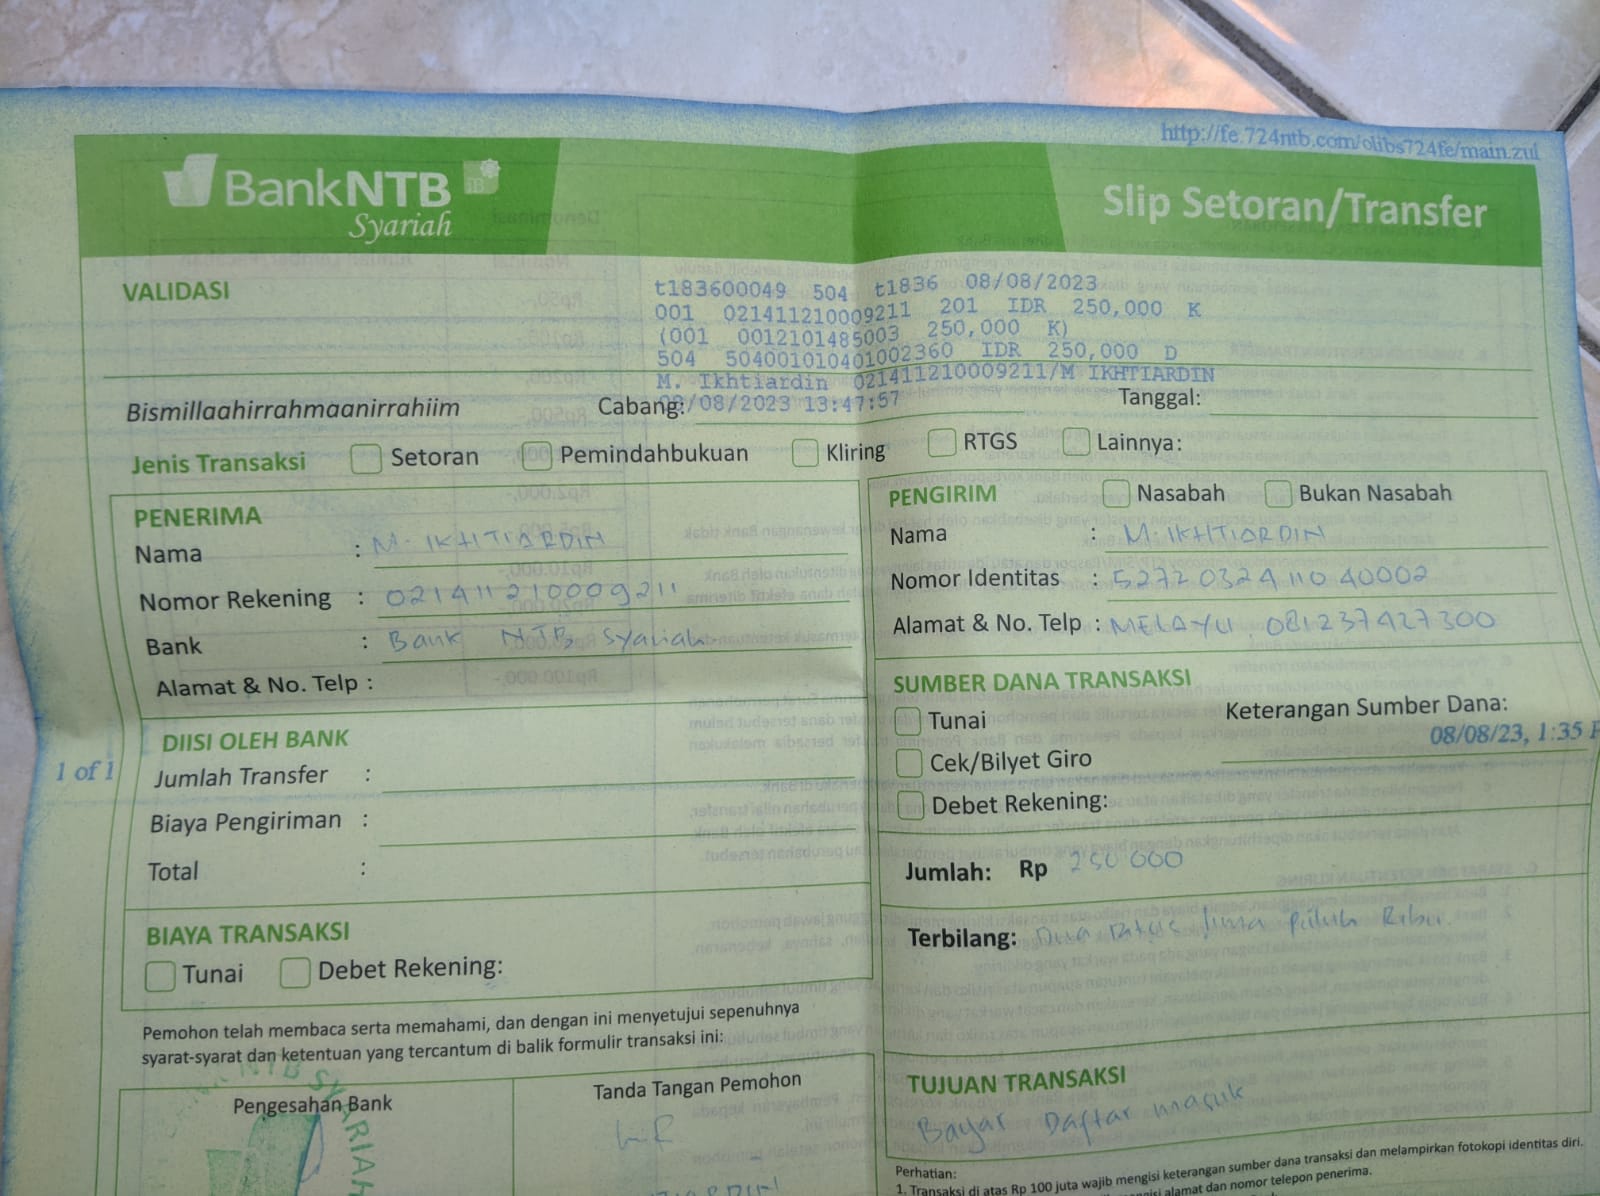 http://fe.724ntb.com/olibs724fe/main.zul
BankNTB
Syariah
Slip Setoran/Transfer
VALIDASI
t183600049 504 t1836 08/08/2023
001 021411210009211 201 IDR 250,000 K
(001 0012101485003 250,000 K)
504 504001010401002360 IDR 250,000 D
M. Ikhtiardin 021411210009211/M IKHTIARDIN
Bismillaahirrahmaanirrahiim Cabang: /08/2023 13:47:57 Tanggal:
Jenis Transaksi Setoran Pemindahbukuan Kliring RTGS Lainnya:
PENERIMA
Nama : M. IKHTIARDIN
Nomor Rekening : 021411210009211
Bank : Bank NTB Syariah
Alamat & No. Telp :
PENGIRIM Nasabah Bukan Nasabah
Nama : M. IKHTIARDIN
Nomor Identitas : 5272032411040002
Alamat & No. Telp : MELAYU. 081237427300
DIISI OLEH BANK
Jumlah Transfer :
Biaya Pengiriman :
Total :
1 of 1
SUMBER DANA TRANSAKSI
Tunai Keterangan Sumber Dana:
08/08/23, 1:35 P
Cek/Bilyet Giro
Debet Rekening:
BIAYA TRANSAKSI
Tunai Debet Rekening:
Jumlah: Rp 250 000
Terbilang: Dua ratus lima puluh Ribu.
Pemohon telah membaca serta memahami, dan dengan ini menyetujui sepenuhnya
syarat-syarat dan ketentuan yang tercantum di balik formulir transaksi ini:
Pengesahan Bank
NTB SYARIAH
Tanda Tangan Pemohon
TUJUAN TRANSAKSI
Bayar Daftar masuk
Perhatian:
1. Transaksi di atas Rp 100 juta wajib mengisi keterangan sumber dana transaksi dan melampirkan fotokopi identitas diri.
alamat dan nomor telepon penerima.